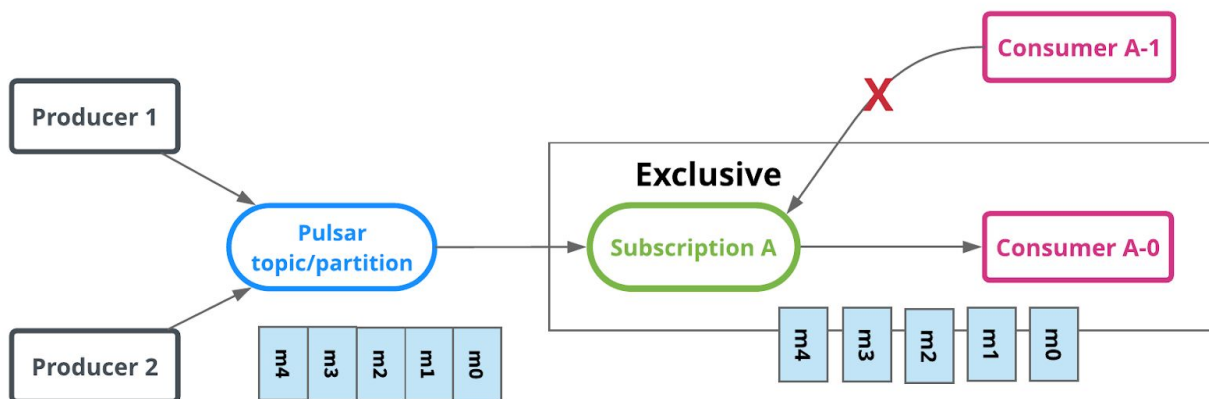 Consumer A-1
Producer 1
X
Exclusive
Pulsar
topic/partition
Subscription A
Consumer A-0
Producer 2
m4 m3 m2 m1 m0
m4 m3 m2 m1 m0